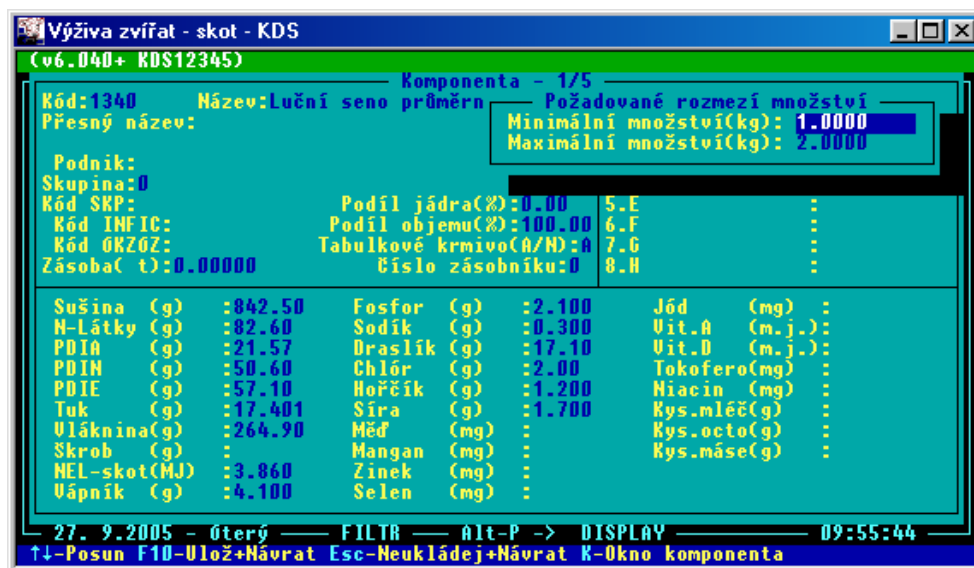 Výživa zvířat - skot - KDS
(v6.040+ KDS12345)
Komponenta - 1/5
Kód:1340 Název:Luční seno průměrn
Požadované rozmezí množství
Přesný název:
Minimální množství(kg): 1.0000
Maximální množství(kg): 2.0000
Podnik:
Skupina:0
Kód SKP: Podíl jádra(%):0.00 5.E :
Kód INFIC: Podíl objemu(%):100.00 6.F :
Kód ÚKZÚZ: Tabulkové krmivo(A/N):A 7.G :
Zásoba( t):0.00000 číslo zásobníku:0 8.H :
Sušina (g) :842.50 Fosfor (g) :2.100 Jód (mg) :
N-Látky (g) :82.60 Sodík (g) :0.300 Vit.A (m.j.):
PDIA (g) :21.57 Draslík (g) :17.10 Vit.D (m.j.):
PDIN (g) :50.60 Chlór (g) :2.00 Tokofero(mg) :
PDIE (g) :57.10 Hořčík (g) :1.200 Niacin (mg) :
Tuk (g) :17.401 Síra (g) :1.700 Kys.mléč(g) :
Vláknina(g) :264.90 Měď (mg) : Kys.octo(g) :
Škrob (g) : Mangan (mg) : Kys.máse(g) :
NEL-skot(MJ) :3.860 Zinek (mg) :
Vápník (g) :4.100 Selen (mg) :
27. 9.2005 - úterý FILTR Alt-P -> DISPLAY 09:55:44
↑↓-Posun F10-Ulož+Návrat Esc-Neukládej+Návrat K-Okno komponenta